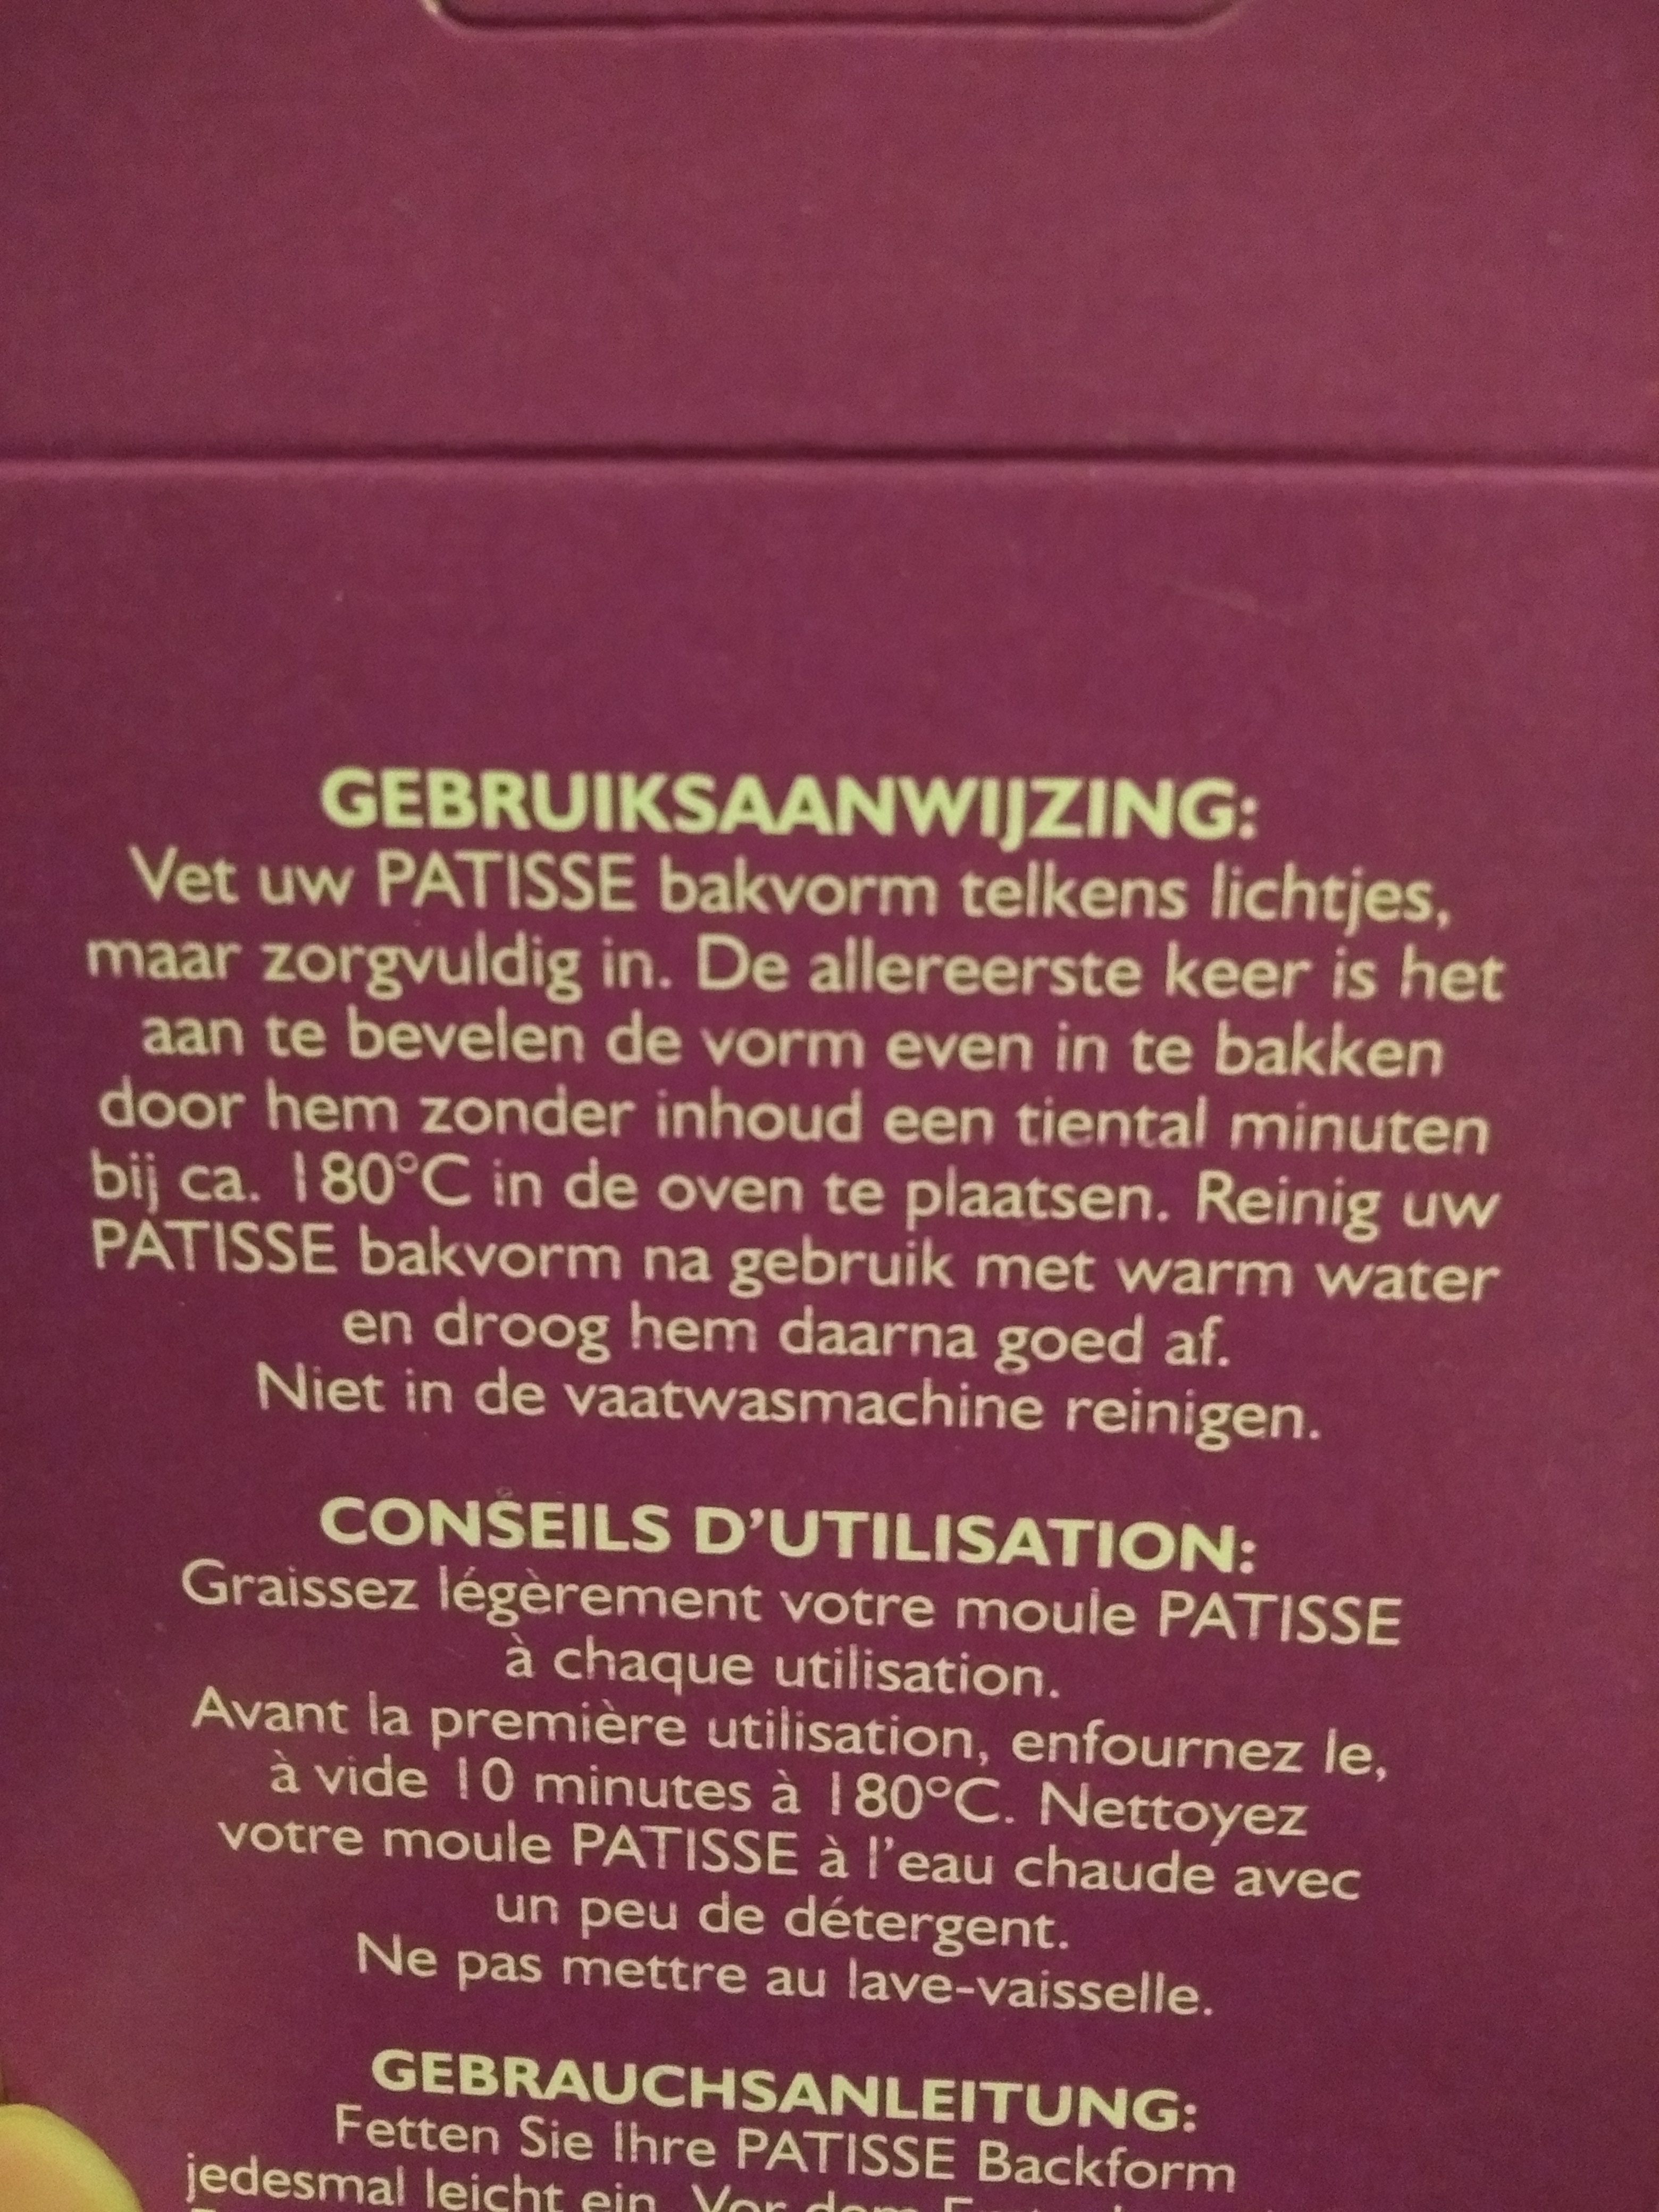 GEBRUIKSAANWIJZING:
Vet uw PATISSE bakvorm telkens lichtjes,
maar zorgvuldig in. De allereerste keer is het
aan te bevelen de vorm even in te bakken
door hem zonder inhoud een tiental minuten
bij ca. 180°C in de oven te plaatsen. Reinig uw
PATISSE bakvorm na gebruik met warm water
en droog hem daarna goed af.
Niet in de vaatwasmachine reinigen.
CONSEILS D'UTILISATION:
Graissez légèrement votre moule PATISSE
à chaque utilisation.
Avant la première utilisation, enfournez le,
à vide 10 minutes à 180°C. Nettoyez
votre moule PATISSE à l'eau chaude avec
un peu de détergent.
Ne pas mettre au lave-vaisselle.
GEBRAUCHSANLEITUNG:
Fetten Sie Ihre PATISSE Backform
jedesmal leicht ein. Vor dem